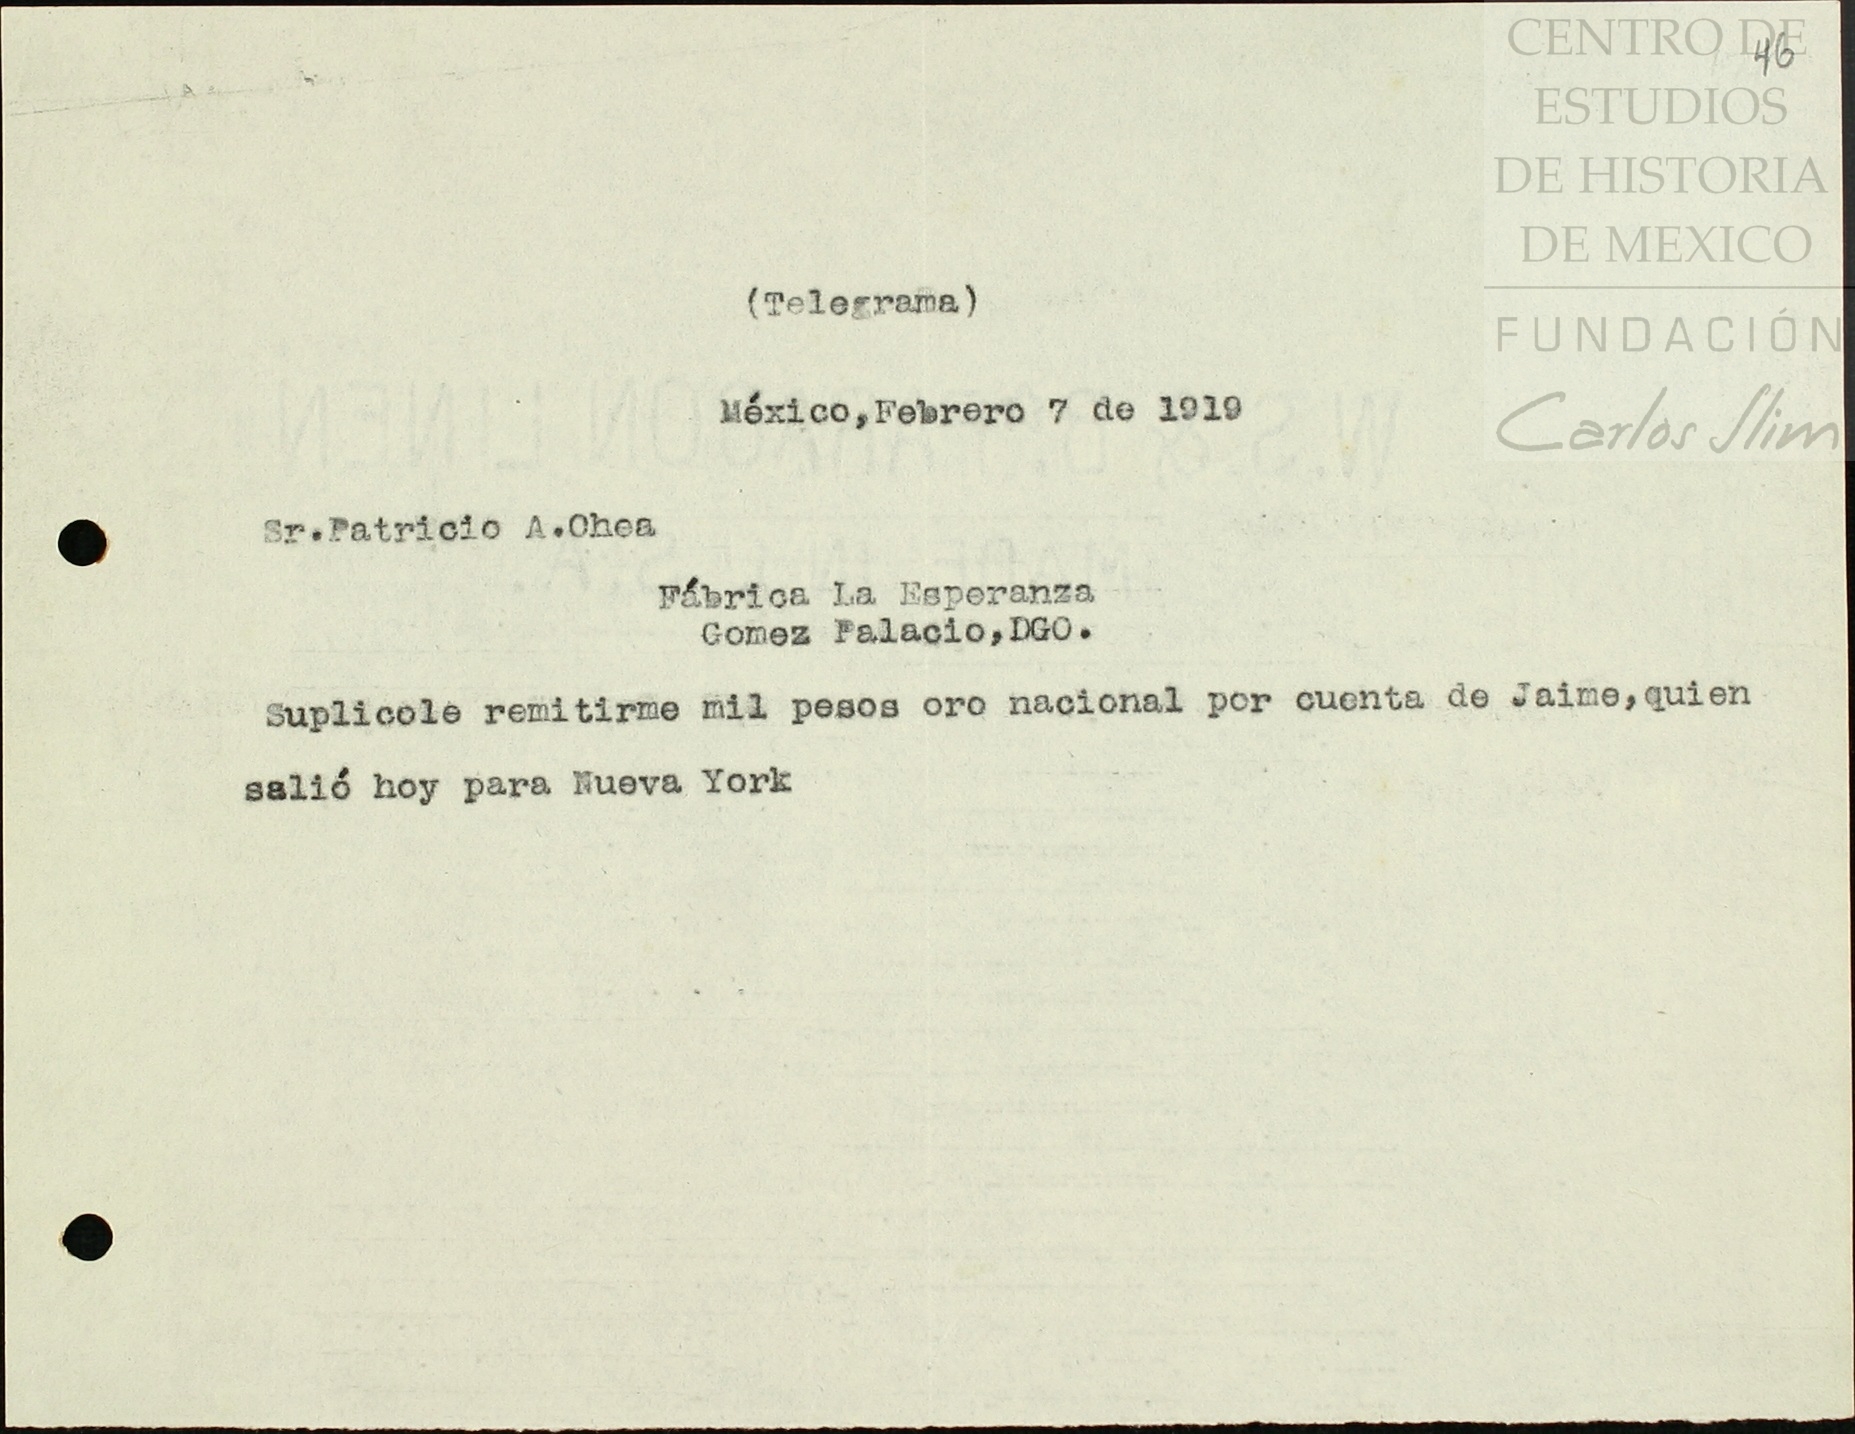 CENTRO DE
46
ESTUDIOS
DE HISTORIA
DE MEXICO
FUNDACIÓN
Carlos Slim
(Telegrama)
México,Febrero 7 de 1919
Sr.Patricio A.Ohea
Fábrica La Esperanza
Gomez Palacio,DGO.
Suplicole remitirme mil pesos oro nacional por cuenta de Jaime,quien
salió hoy para Nueva York